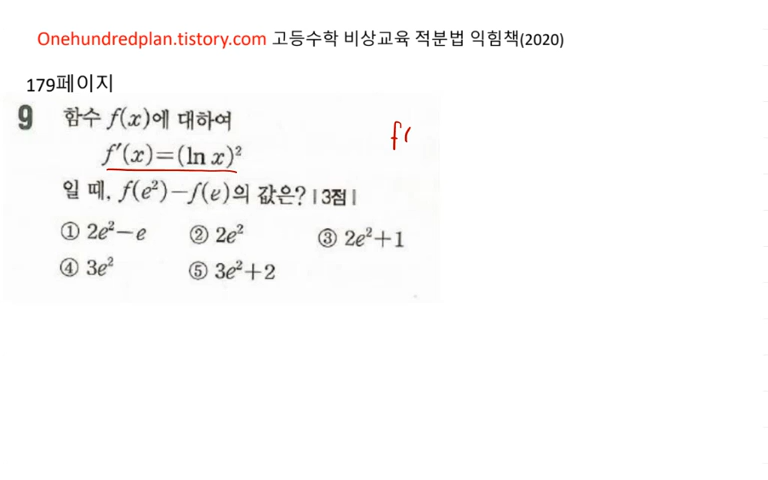 Onehundredplan.tistory.com 고등수학 비상교육 적분법 익힘책(2020)
179페이지
9 함수 f(x)에 대하여
f(
f′(x)=(ln x)²
일 때, f(e²)−f(e)의 값은? |3점|
① 2e²−e ② 2e² ③ 2e²+1
④ 3e² ⑤ 3e²+2